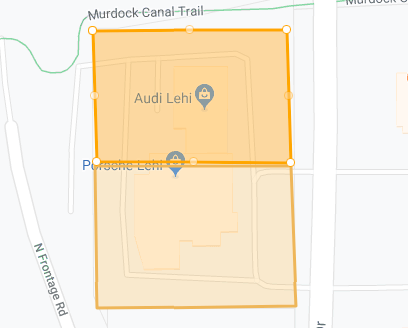 Murdock Canal Trail
Murdock C
Audi Lehi
Porsche Lehi
N Frontage Rd